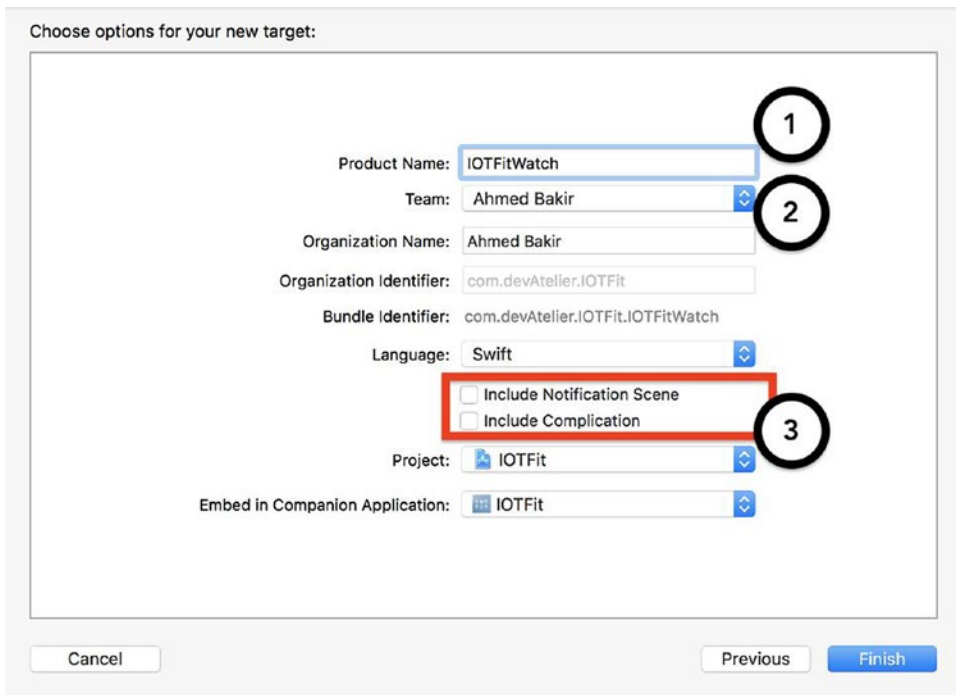 Choose options for your new target:
1
Product Name: IOTFitWatch
Team: Ahmed Bakir
2
Organization Name: Ahmed Bakir
Organization Identifier: com.devAtelier.IOTFit
Bundle Identifier: com.devAtelier.IOTFit.IOTFitWatch
Language: Swift
Include Notification Scene
Include Complication
3
Project: IOTFit
Embed in Companion Application: IOTFit
Cancel Previous Finish